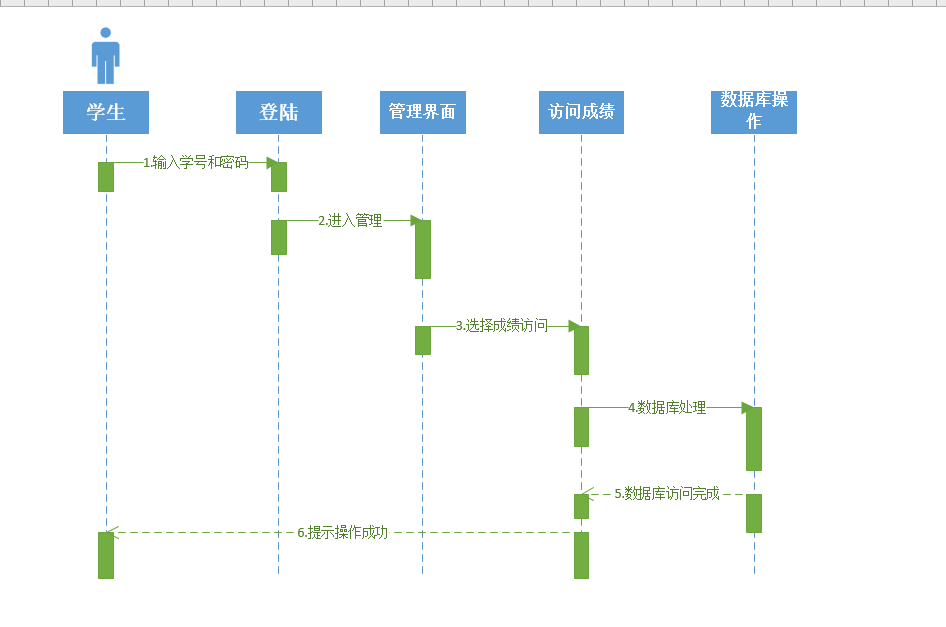 学生
登陆
管理界面
访问成绩
数据库操
作
1.输入学号和密码
2.进入管理
3.选择成绩访问
4.数据库处理
5.数据库访问完成
6.提示操作成功